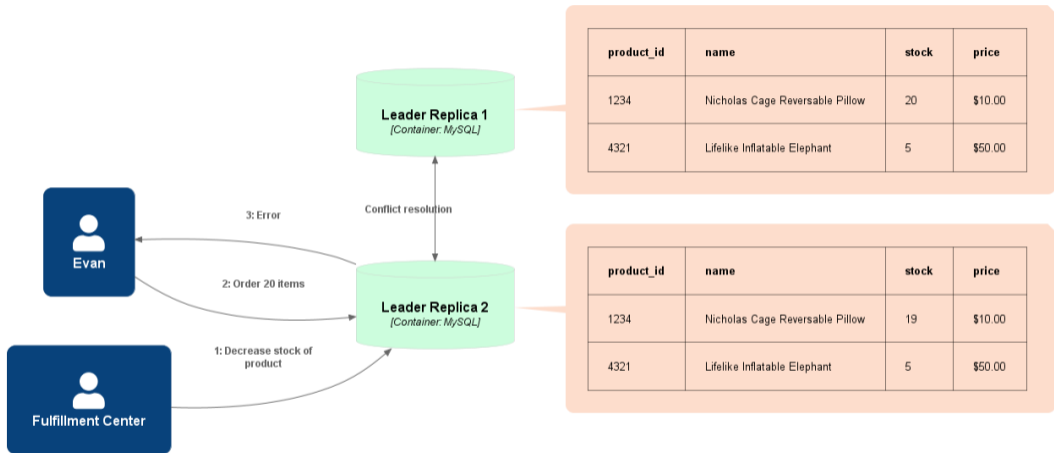 product_id name stock price
1234 Nicholas Cage Reversable Pillow 20 $10.00
4321 Lifelike Inflatable Elephant 5 $50.00
Leader Replica 1
[Container: MySQL]
Conflict resolution
3: Error
Evan
2: Order 20 items
Leader Replica 2
[Container: MySQL]
product_id name stock price
1234 Nicholas Cage Reversable Pillow 19 $10.00
4321 Lifelike Inflatable Elephant 5 $50.00
1: Decrease stock of
product
Fulfillment Center